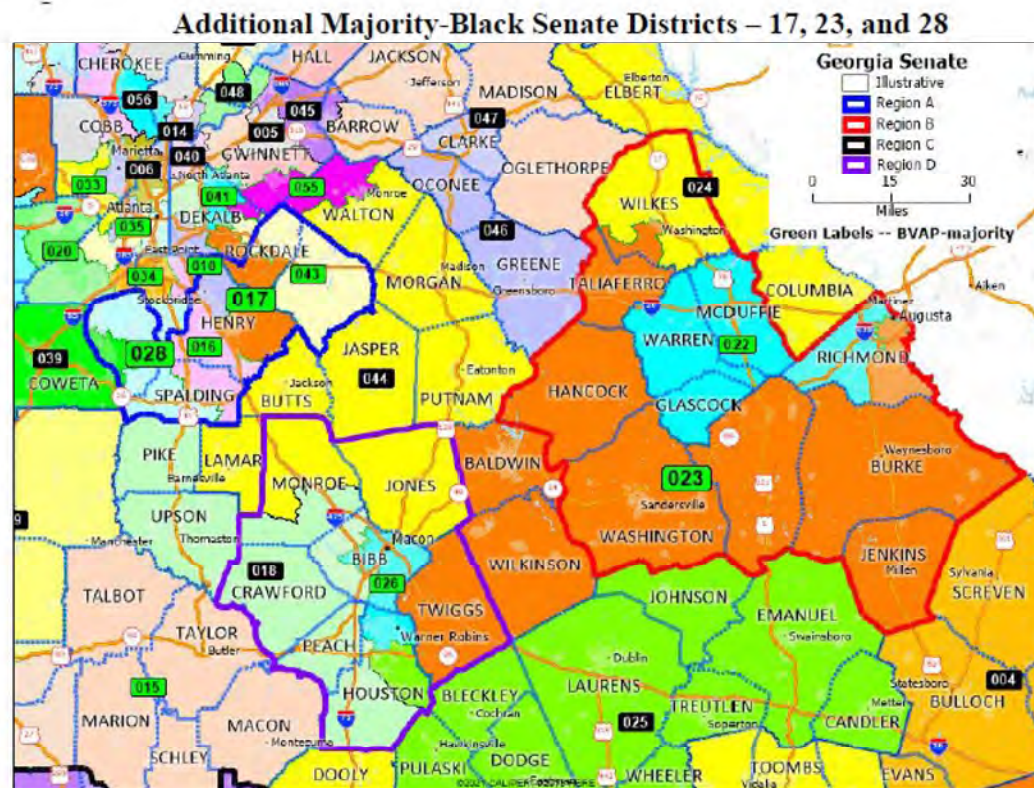 Additional Majority-Black Senate Districts – 17, 23, and 28
Georgia Senate
Illustrative
Region A
Region B
Region C
Region D
0 15 30
Miles
Green Labels -- BVAP-majority
CHEROKEE
Cumming
HALL
JACKSON
Jefferson
MADISON
Elberton
ELBERT
056
048
045
047
COBB
014
005
BARROW
CLARKE
Marietta
040
GWINNETT
OGLETHORPE
006
North Atlanta
OCONEE
WILKES
024
033
041
055
Monroe
Atlanta
DEKALB
WALTON
Washington
035
046
020
East Point
ROCKDALE
Madison
GREENE
010
043
MORGAN
Greensboro
TALIAFERRO
COLUMBIA
Aiken
034
Stockbridge
017
MCDUFFIE
Martinez
Augusta
HENRY
WARREN
022
RICHMOND
028
016
JASPER
039
044
Eatonton
HANCOCK
COWETA
SPALDING
Jackson
BUTTS
PUTNAM
GLASCOCK
PIKE
LAMAR
BALDWIN
Waynesboro
Barnesville
MONROE
JONES
023
BURKE
Sandersville
UPSON
Thomaston
Macon
WASHINGTON
Manchester
BIBB
WILKINSON
JENKINS
Millen
018
026
Sylvania
CRAWFORD
TWIGGS
JOHNSON
SCREVEN
TALBOT
EMANUEL
TAYLOR
PEACH
Warner Robins
Swainsboro
Butler
Dublin
015
HOUSTON
BLECKLEY
LAURENS
Statesboro
004
MARION
MACON
Cochran
TREUTLEN
Metter
BULLOCH
025
Soperton
CANDLER
Montezuma
Hawkinsville
SCHLEY
DODGE
DOOLY
PULASKI
WHEELER
TOOMBS
EVANS
Vidalia